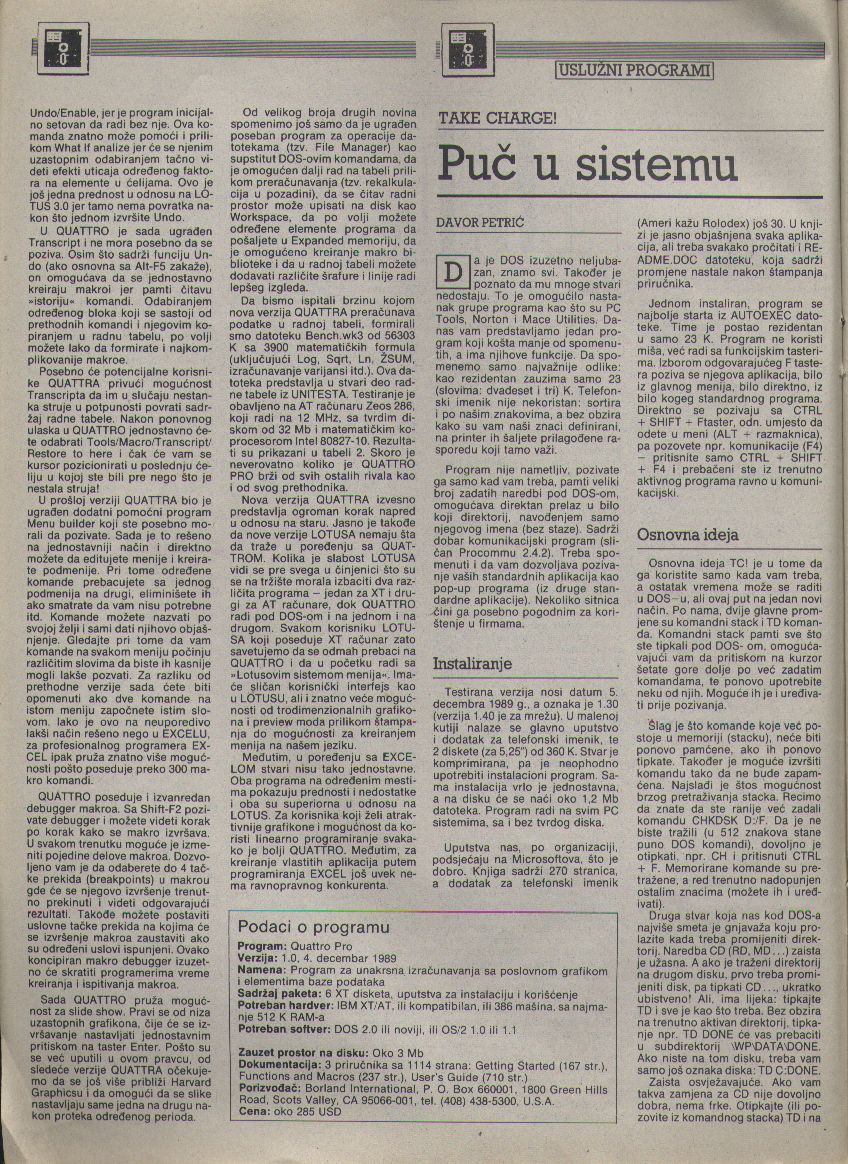 USLUŽNI PROGRAMI
Undo/Enable, jer je program inicijal-
no setovan da radi bez nje. Ova ko-
manda znatno može pomoći i prili-
kom What If analize jer će se njenim
uzastopnim odabiranjem tačno vi-
deti efekti uticaja određenog fakto-
ra na elemente u ćelijama. Ovo je
još jedna prednost u odnosu na LO-
TUS 3.0 jer tamo nema povratka na-
kon što jednom izvršite Undo.
U QUATTRO je sada ugrađen
Transcript i ne mora posebno da se
poziva. Osim što sadrži funciju Un-
do (ako osnovna sa Alt-F5 zakaže),
on omogućava da se jednostavno
kreiraju makroi jer pamti čitavu
»istoriju« komandi. Odabiranjem
određenog bloka koji se sastoji od
prethodnih komandi i njegovim ko-
piranjem u radnu tabelu, po volji
možete lako da formirate i najkom-
plikovanije makroe.
Posebno će potencijalne korisni-
ke QUATTRA privući mogućnost
Transcripta da im u slučaju nestan-
ka struje u potpunosti povrati sadr-
žaj radne tabele. Nakon ponovnog
ulaska u QUATTRO jednostavno će-
te odabrati Tools/Macro/Transcript/
Restore to here i čak će vam se
kursor pozicionirati u poslednju će-
liju u kojoj ste bili pre nego što je
nestala struja!
U prošloj verziji QUATTRA bio je
ugrađen dodatni pomoćni program
Menu builder koji ste posebno mo-
rali da pozivate. Sada je to rešeno
na jednostavniji način i direktno
možete da editujete menije i kreira-
te podmenije. Pri tome određene
komande prebacujete sa jednog
podmenija na drugi, eliminišete ih
ako smatrate da vam nisu potrebne
itd. Komande možete nazvati po
svojoj želji i sami dati njihovo objaš-
njenje. Gledajte pri tome da vam
komande na svakom meniju počinju
različitim slovima da biste ih kasnije
mogli lakše pozvati. Za razliku od
prethodne verzije sada ćete biti
opomenuti ako dve komande na
istom meniju započnete istim slo-
vom. Iako je ovo na neuporedivo
lakši način rešeno nego u EXCELU,
za profesionalnog programera EX-
CEL ipak pruža znatno više moguć-
nosti pošto poseduje preko 300 ma-
kro komandi.
QUATTRO poseduje i izvanredan
debugger makroa. Sa Shift-F2 pozi-
vate debugger i možete videti korak
po korak kako se makro izvršava.
U svakom trenutku moguće je izme-
niti pojedine delove makroa. Dozvo-
ljeno vam je da odaberete do 4 tač-
ke prekida (breakpoints) u makrou
gde će se njegovo izvršenje trenut-
no prekinuti i videti odgovarajući
rezultati. Takođe možete postaviti
uslovne tačke prekida na kojima će
se izvršenje makroa zaustaviti ako
su određeni uslovi ispunjeni. Ovako
koncipiran makro debugger izuzet-
no će skratiti programerima vreme
kreiranja i ispitivanja makroa.
Sada QUATTRO pruža moguć-
nost za slide show. Pravi se od niza
uzastopnih grafikona, čije će se iz-
vršavanje nastavljati jednostavnim
pritiskom na taster Enter. Pošto su
se već uputili u ovom pravcu, od
sledeće verzije QUATTRA očekuje-
mo da se još više približi Harvard
Graphicsu i da omogući da se slike
nastavljaju same jedna na drugu na-
kon proteka određenog perioda.
Od velikog broja drugih novina
spomenimo još samo da je ugrađen
poseban program za operacije da-
totekama (tzv. File Manager) kao
supstitut DOS-ovim komandama, da
je omogućen dalji rad na tabeli prili-
kom preračunavanja (tzv. rekalkula-
cija u pozadini), da se čitav radni
prostor može upisati na disk kao
Workspace, da po volji možete
određene elemente programa da
pošaljete u Expanded memoriju, da
je omogućeno kreiranje makro bi-
blioteke i da u radnoj tabeli možete
dodavati različite šrafure i linije radi
lepšeg izgleda.
Da bismo ispitali brzinu kojom
nova verzija QUATTRA preračunava
podatke u radnoj tabeli, formirali
smo datoteku Bench.wk3 od 56303
K sa 3900 matematičkih formula
(uključujući Log, Sqrt, Ln, ŽSUM,
izračunavanje varijansi itd.). Ova da-
toteka predstavlja u stvari deo rad-
ne tabele iz UNITESTA. Testiranje je
obavljeno na AT računaru Zeos 286,
koji radi na 12 MHz, sa tvrdim dis-
kom od 32 Mb i matematičkim ko-
procesorom Intel 80827-10. Rezulta-
ti su prikazani u tabeli 2. Skoro je
neverovatno koliko je QUATTRO
PRO brži od svih ostalih rivala kao
i od svog prethodnika.
Nova verzija QUATTRA izvesno
predstavlja ogroman korak napred
u odnosu na staru. Jasno je takođe
da nove verzije LOTUSA nemaju šta
da traže u poređenju sa QUAT-
TROM. Kolika je slabost LOTUSA
vidi se pre svega u činjenici što su
se na tržište morala izbaciti dva raz-
ličita programa – jedan za XT i dru-
gi za AT računare, dok QUATTRO
radi pod DOS-om i na jednom i na
drugom. Svakom korisniku LOTU-
SA koji poseduje XT računar zato
savetujemo da se odmah prebaci na
QUATTRO i da u početku radi sa
»Lotusovim sistemom menija«. Ima-
će sličan korisnički interfejs kao
u LOTUSU, ali i znatno veće moguć-
nosti od trodimenzionalnih grafiko-
na i preview moda prilikom štampa-
nja do mogućnosti za kreiranjem
menija na našem jeziku.
Međutim, u poređenju sa EXCE-
LOM stvari nisu tako jednostavne.
Oba programa na određenim mesti-
ma pokazuju prednosti i nedostatke
i oba su superiorna u odnosu na
LOTUS. Za korisnika koji želi atrak-
tivnije grafikone i mogućnost da ko-
risti linearno programiranje svaka-
ko je bolji QUATTRO. Međutim, za
kreiranje vlastitih aplikacija putem
programiranja EXCEL još uvek ne-
ma ravnopravnog konkurenta.
Podaci o programu
Program: Quattro Pro
Verzija: 1.0, 4. decembar 1989
Namena: Program za unakrsna izračunavanja sa poslovnom grafikom
i elementima baze podataka
Sadržaj paketa: 6 XT disketa, uputstva za instalaciju i korišćenje
Potreban hardver: IBM XT/AT, ili kompatibilan, ili 386 mašina, sa najma-
nje 512 K RAM-a
Potreban softver: DOS 2.0 ili noviji, ili OS/2 1.0 ili 1.1
Zauzet prostor na disku: Oko 3 Mb
Dokumentacija: 3 priručnika sa 1114 strana: Getting Started (167 str.),
Functions and Macros (237 str.), User's Guide (710 str.)
Porizvođač: Borland International, P. O. Box 660001, 1800 Green Hills
Road, Scots Valley, CA 95066-001, tel. (408) 438-5300, U.S.A.
Cena: oko 285 USD
TAKE CHARGE!
Puč u sistemu
DAVOR PETRIĆ
Da je DOS izuzetno neljuba-
zan, znamo svi. Također je
poznato da mu mnoge stvari
nedostaju. To je omogućilo nasta-
nak grupe programa kao što su PC
Tools, Norton i Mace Utilities. Da-
nas vam predstavljamo jedan pro-
gram koji košta manje od spomenu-
tih, a ima njihove funkcije. Da spo-
menemo samo najvažnije odlike:
kao rezidentan zauzima samo 23
(slovima: dvadeset i tri) K. Telefon-
ski imenik nije nekoristan: sortira
i po našim znakovima, a bez obzira
kako su vam naši znaci definirani,
na printer ih šaljete prilagođene ra-
sporedu koji tamo važi.
Program nije nametljiv, pozivate
ga samo kad vam treba, pamti veliki
broj zadatih naredbi pod DOS-om,
omogućava direktan prelaz u bilo
koji direktorij, navođenjem samo
njegovog imena (bez staze). Sadrži
dobar komunikacijski program (sli-
čan Procommu 2.4.2). Treba spo-
menuti i da vam dozvoljava poziva-
nje vaših standardnih aplikacija kao
pop-up programa (iz druge stan-
dardne aplikacije). Nekoliko sitnica
čini ga posebno pogodnim za kori-
štenje u firmama.
Instaliranje
Testirana verzija nosi datum 5.
decembra 1989 g., a oznaka je 1.30
(verzija 1.40 je za mrežu). U malenoj
kutiji nalaze se glavno uputstvo
i dodatak za telefonski imenik, te
2 diskete (za 5,25") od 360 K. Stvar je
komprimirana, pa je neophodno
upotrebiti instalacioni program. Sa-
ma instalacija vrlo je jednostavna,
a na disku će se naći oko 1,2 Mb
datoteka. Program radi na svim PC
sistemima, sa i bez tvrdog diska.
Uputstva nas, po organizaciji,
podsjećaju na Microsoftova, što je
dobro. Knjiga sadrži 270 stranica,
a dodatak za telefonski imenik
(Ameri kažu Rolodex) još 30. U knji-
zi je jasno objašnjena svaka aplika-
cija, ali treba svakako pročitati i RE-
ADME.DOC datoteku, koja sadrži
promjene nastale nakon štampanja
priručnika.
Jednom instaliran, program se
najbolje starta iz AUTOEXEC dato-
teke. Time je postao rezidentan
u samo 23 K. Program ne koristi
miša, već radi sa funkcijskim tasteri-
ma. Izborom odgovarajućeg F taste-
ra poziva se njegova aplikacija, bilo
iz glavnog menija, bilo direktno, iz
bilo kojeg standardnog programa.
Direktno se pozivaju sa CTRL
+ SHIFT + Ftaster, odn. umjesto da
odete u meni (ALT + razmaknica),
pa pozovete npr. komunikacije (F4)
– pritisnite samo CTRL + SHIFT
+ F4 i prebačeni ste iz trenutno
aktivnog programa ravno u komuni-
kacijski.
Osnovna ideja
Osnovna ideja TC! je u tome da
ga koristite samo kada vam treba,
a ostatak vremena može se raditi
u DOS–u, ali ovaj put na jedan novi
način. Po nama, dvije glavne prom-
jene su komandni stack i TD koman-
da. Komandni stack pamti sve što
ste tipkali pod DOS- om, omoguća-
vajući vam da pritiskom na kurzor
šetate gore dolje po već zadatim
komandama, te ponovo upotrebite
neku od njih. Moguće ih je i uređiva-
ti prije pozivanja.
Šlag je što komande koje već po-
stoje u memoriji (stacku), neće biti
ponovo pamćene, ako ih ponovo
tipkate. Također je moguće izvršiti
komandu tako da ne bude zapam-
ćena. Najslađi je štos mogućnost
brzog pretraživanja stacka. Recimo
da znate da ste ranije već zadali
komandu CHKDSK D:/F. Da je ne
biste tražili (u 512 znakova stane
puno DOS komandi), dovoljno je
otipkati, npr. CH i pritisnuti CTRL
+ F. Memorirane komande su pre-
tražene, a red trenutno nadopunjen
ostalim znacima (možete ih i uređ-
ivati).
Druga stvar koja nas kod DOS-a
najviše smeta je gnjavaža koju pro-
lazite kada treba promijeniti direk-
torij. Naredba CD (RD, MD...) zaista
je užasna. A ako je traženi direktorij
na drugom disku, prvo treba promi-
jeniti disk, pa tipkati CD..., ukratko
ubistveno! Ali, ima lijeka: tipkajte
TD i sve je kao što treba. Bez obzira
na trenutno aktivan direktorij, tipka-
nje npr. TD DONE će vas prebaciti
u subdirektorij \WP\DATA\DONE.
Ako niste na tom disku, treba vam
samo još oznaka diska: TD C:DONE.
Zaista osvježavajuće. Ako vam
takva zamjena za CD nije dovoljno
dobra, nema frke. Otipkajte (ili po-
zovite iz komandnog stacka) TD i na